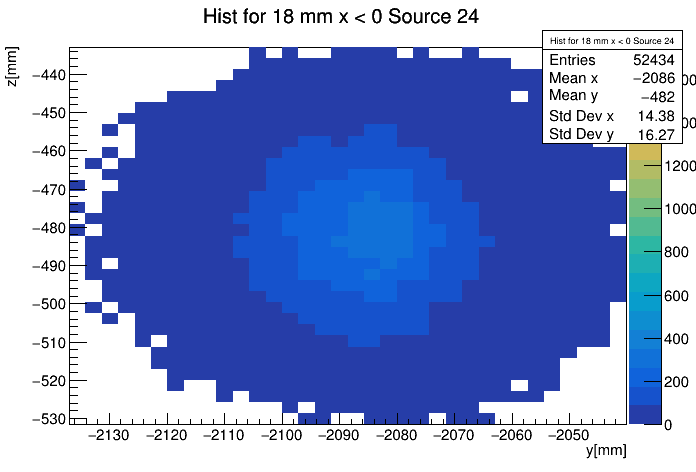 Hist for 18 mm x < 0 Source 24
z[mm]
Hist for 18 mm x < 0 Source 24
Entries 52434
Mean x −2086
Mean y −482
Std Dev x 14.38
Std Dev y 16.27
−440
−450
−460
−470
−480
−490
−500
−510
−520
−530
1200
1000
800
600
400
200
0
−2130 −2120 −2110 −2100 −2090 −2080 −2070 −2060 −2050
y[mm]